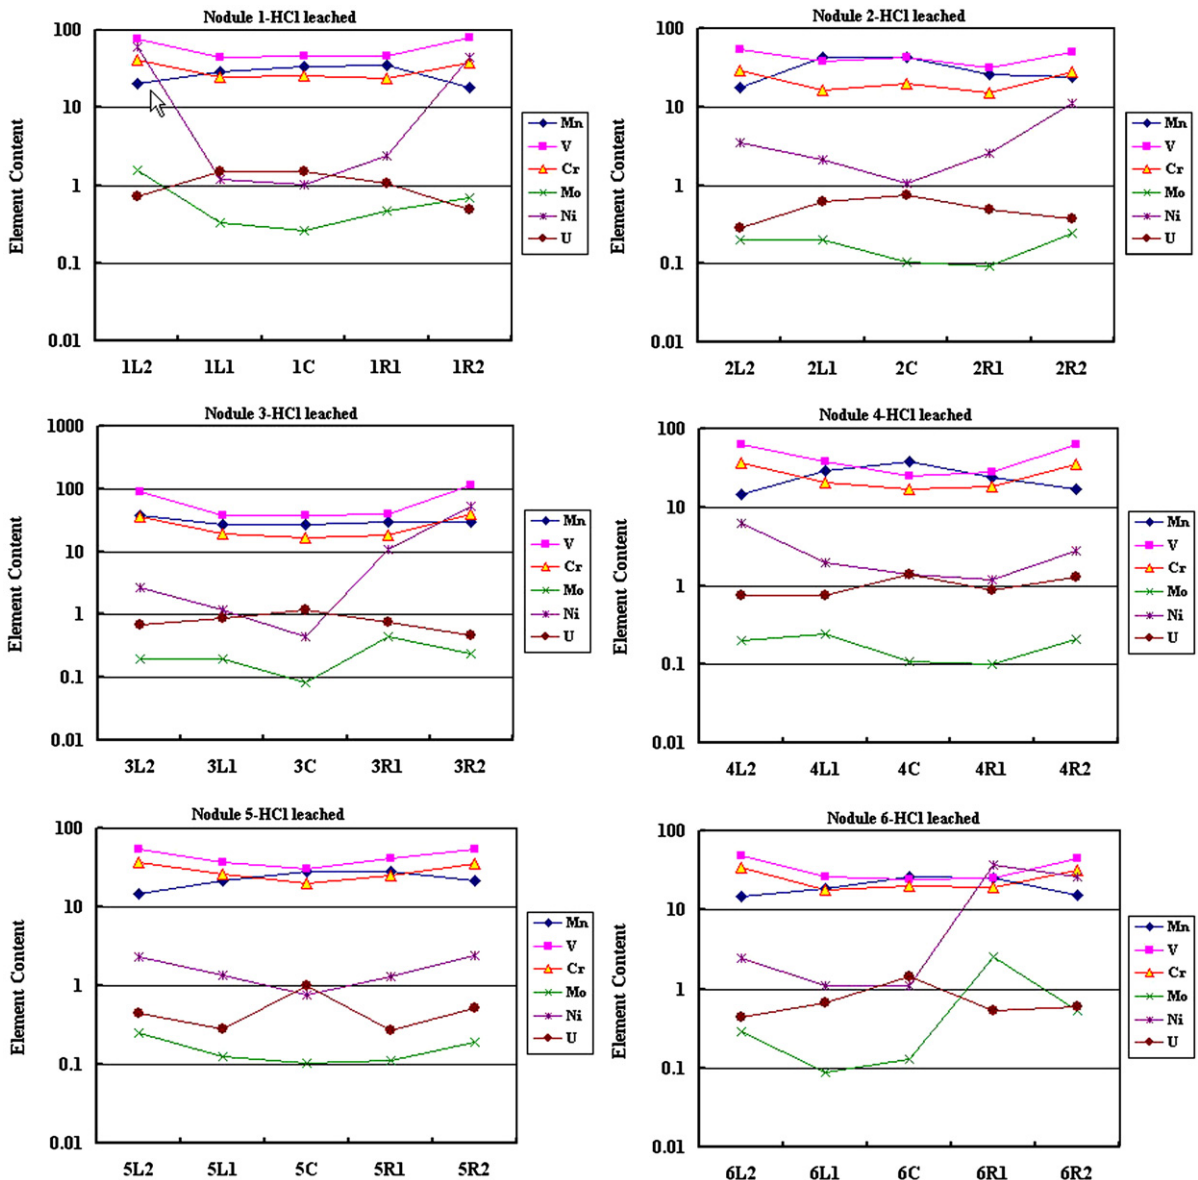 Nodule 1-HCl leached
Element Content
100
10
1
0.1
0.01
1L2 1L1 1C 1R1 1R2
Mn
V
Cr
Mo
Ni
U
Nodule 2-HCl leached
Element Content
100
10
1
0.1
0.01
2L2 2L1 2C 2R1 2R2
Mn
V
Cr
Mo
Ni
U
Nodule 3-HCl leached
Element Content
1000
100
10
1
0.1
0.01
3L2 3L1 3C 3R1 3R2
Mn
V
Cr
Mo
Ni
U
Nodule 4-HCl leached
Element Content
100
10
1
0.1
0.01
4L2 4L1 4C 4R1 4R2
Mn
V
Cr
Mo
Ni
U
Nodule 5-HCl leached
Element Content
100
10
1
0.1
0.01
5L2 5L1 5C 5R1 5R2
Mn
V
Cr
Mo
Ni
U
Nodule 6-HCl leached
Element Content
100
10
1
0.1
0.01
6L2 6L1 6C 6R1 6R2
Mn
V
Cr
Mo
Ni
U